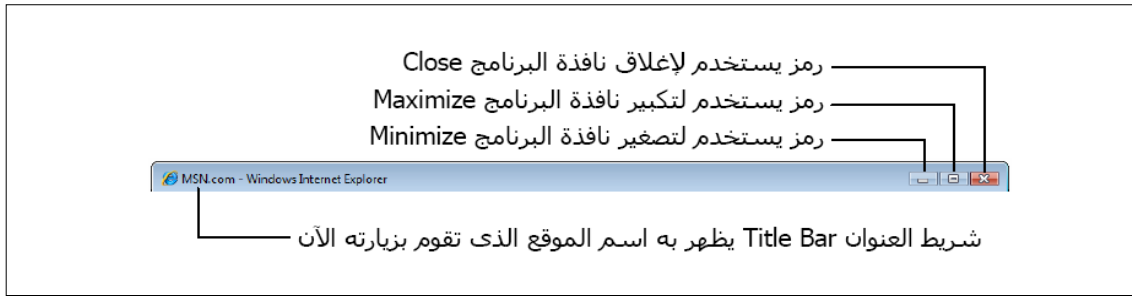 رمز يستخدم لإغلاق نافذة البرنامج Close
رمز يستخدم لتكبير نافذة البرنامج Maximize
رمز يستخدم لتصغير نافذة البرنامج Minimize
MSN.com - Windows Internet Explorer
شريط العنوان Title Bar يظهر به اسم الموقع الذى تقوم بزيارته الآن